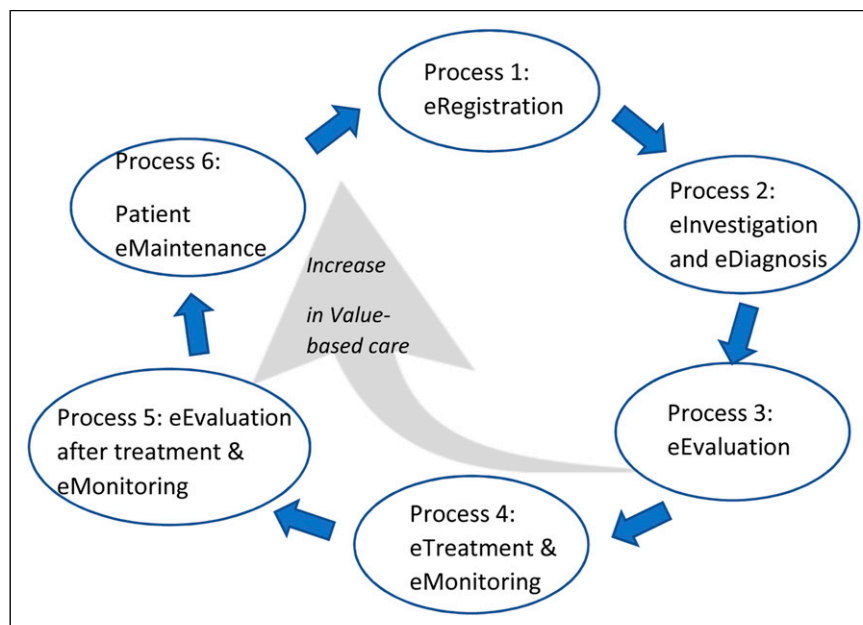 Process 1:
eRegistration
Process 2:
eInvestigation
and eDiagnosis
Process 3:
eEvaluation
Process 4:
eTreatment &
eMonitoring
Process 5: eEvaluation
after treatment &
eMonitoring
Process 6:
Patient
eMaintenance
Increase
in Value-
based care